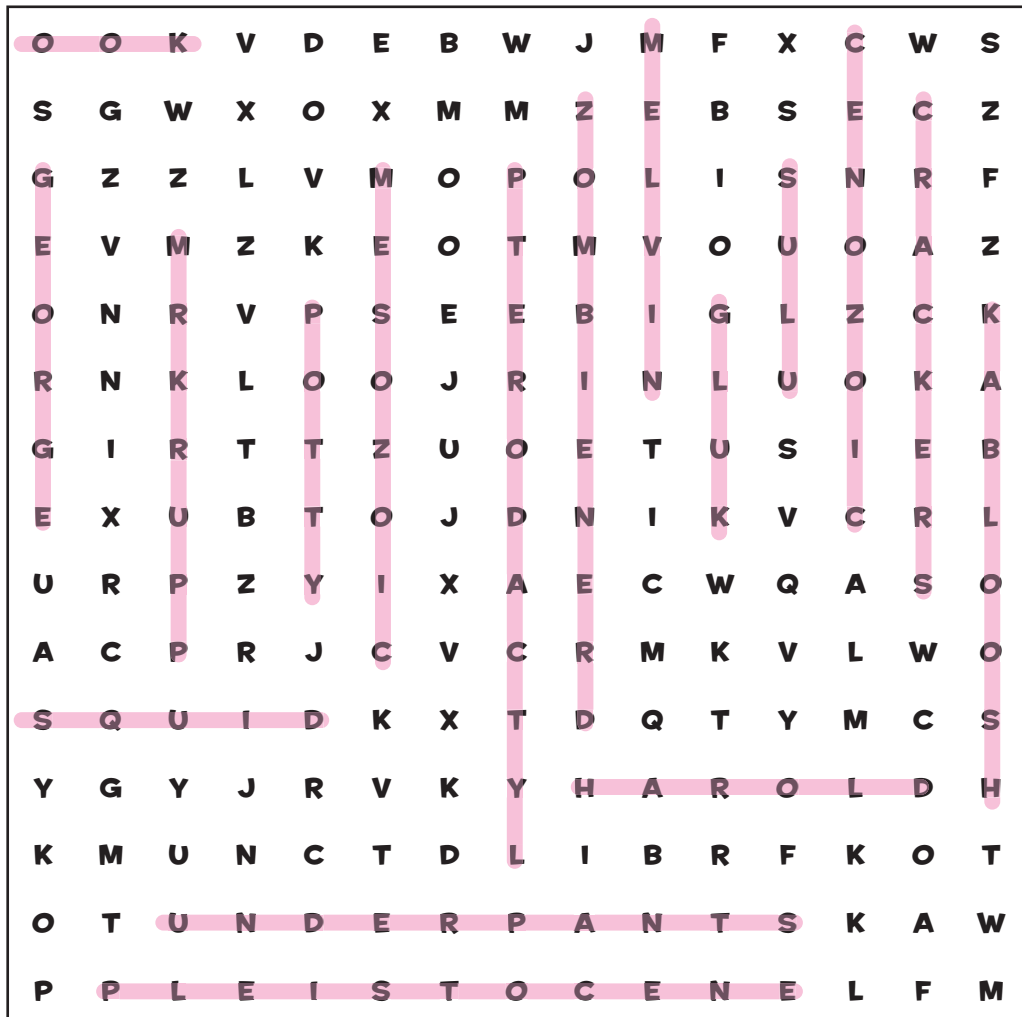 O O K V D E B W J M F X C W S
S G W X O X M M Z E B S E C Z
G Z Z L V M O P O L I S N R F
E V M Z K E O T M V O U O A Z
O N R V P S E E B I G L Z C K
R N K L O O J R I N L U O K A
G I R T T Z U O E T U S I E B
E X U B T O J D N I K V C R L
U R P Z Y I X A E C W Q A S O
A C P R J C V C R M K V L W O
S Q U I D K X T D Q T Y M C S
Y G Y J R V K Y H A R O L D H
K M U N C T D L I B R F K O T
O T U N D E R P A N T S K A W
P P L E I S T O C E N E L F M